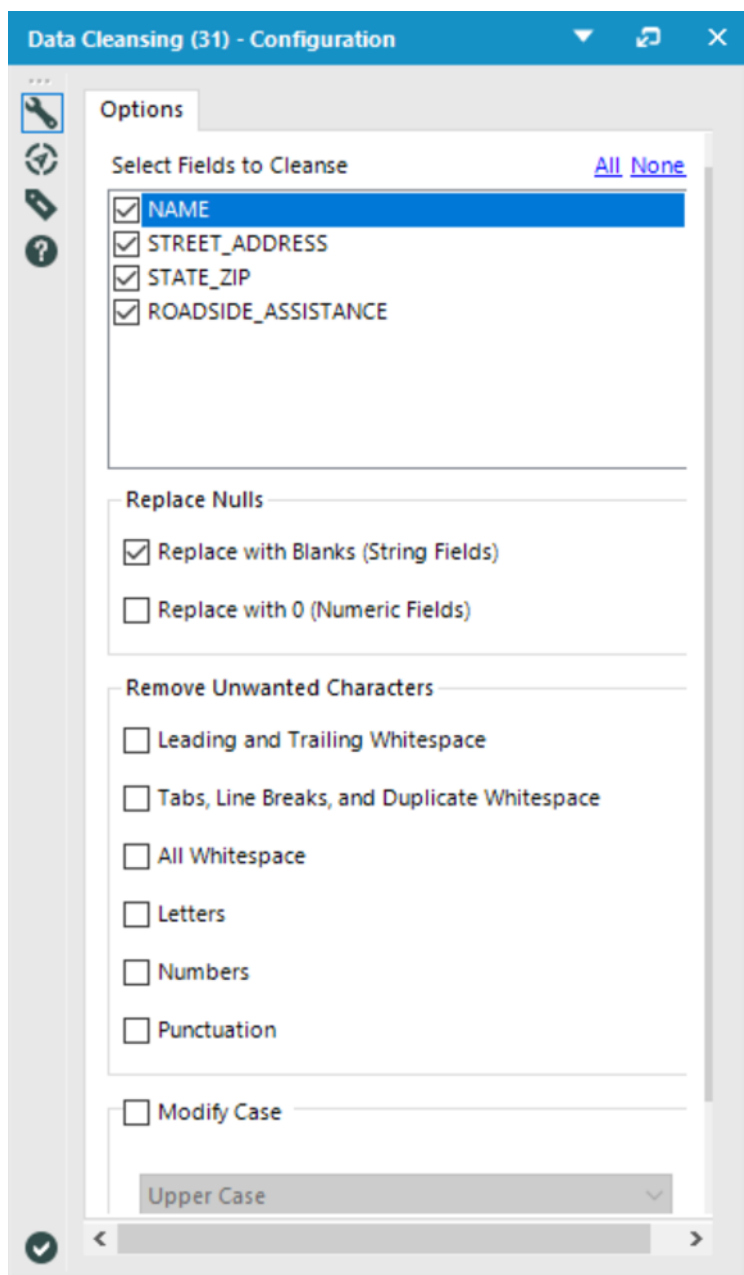 Data Cleansing (31) - Configuration
Options
Select Fields to Cleanse All None
NAME
STREET_ADDRESS
STATE_ZIP
ROADSIDE_ASSISTANCE
Replace Nulls
Replace with Blanks (String Fields)
Replace with 0 (Numeric Fields)
Remove Unwanted Characters
Leading and Trailing Whitespace
Tabs, Line Breaks, and Duplicate Whitespace
All Whitespace
Letters
Numbers
Punctuation
Modify Case
Upper Case